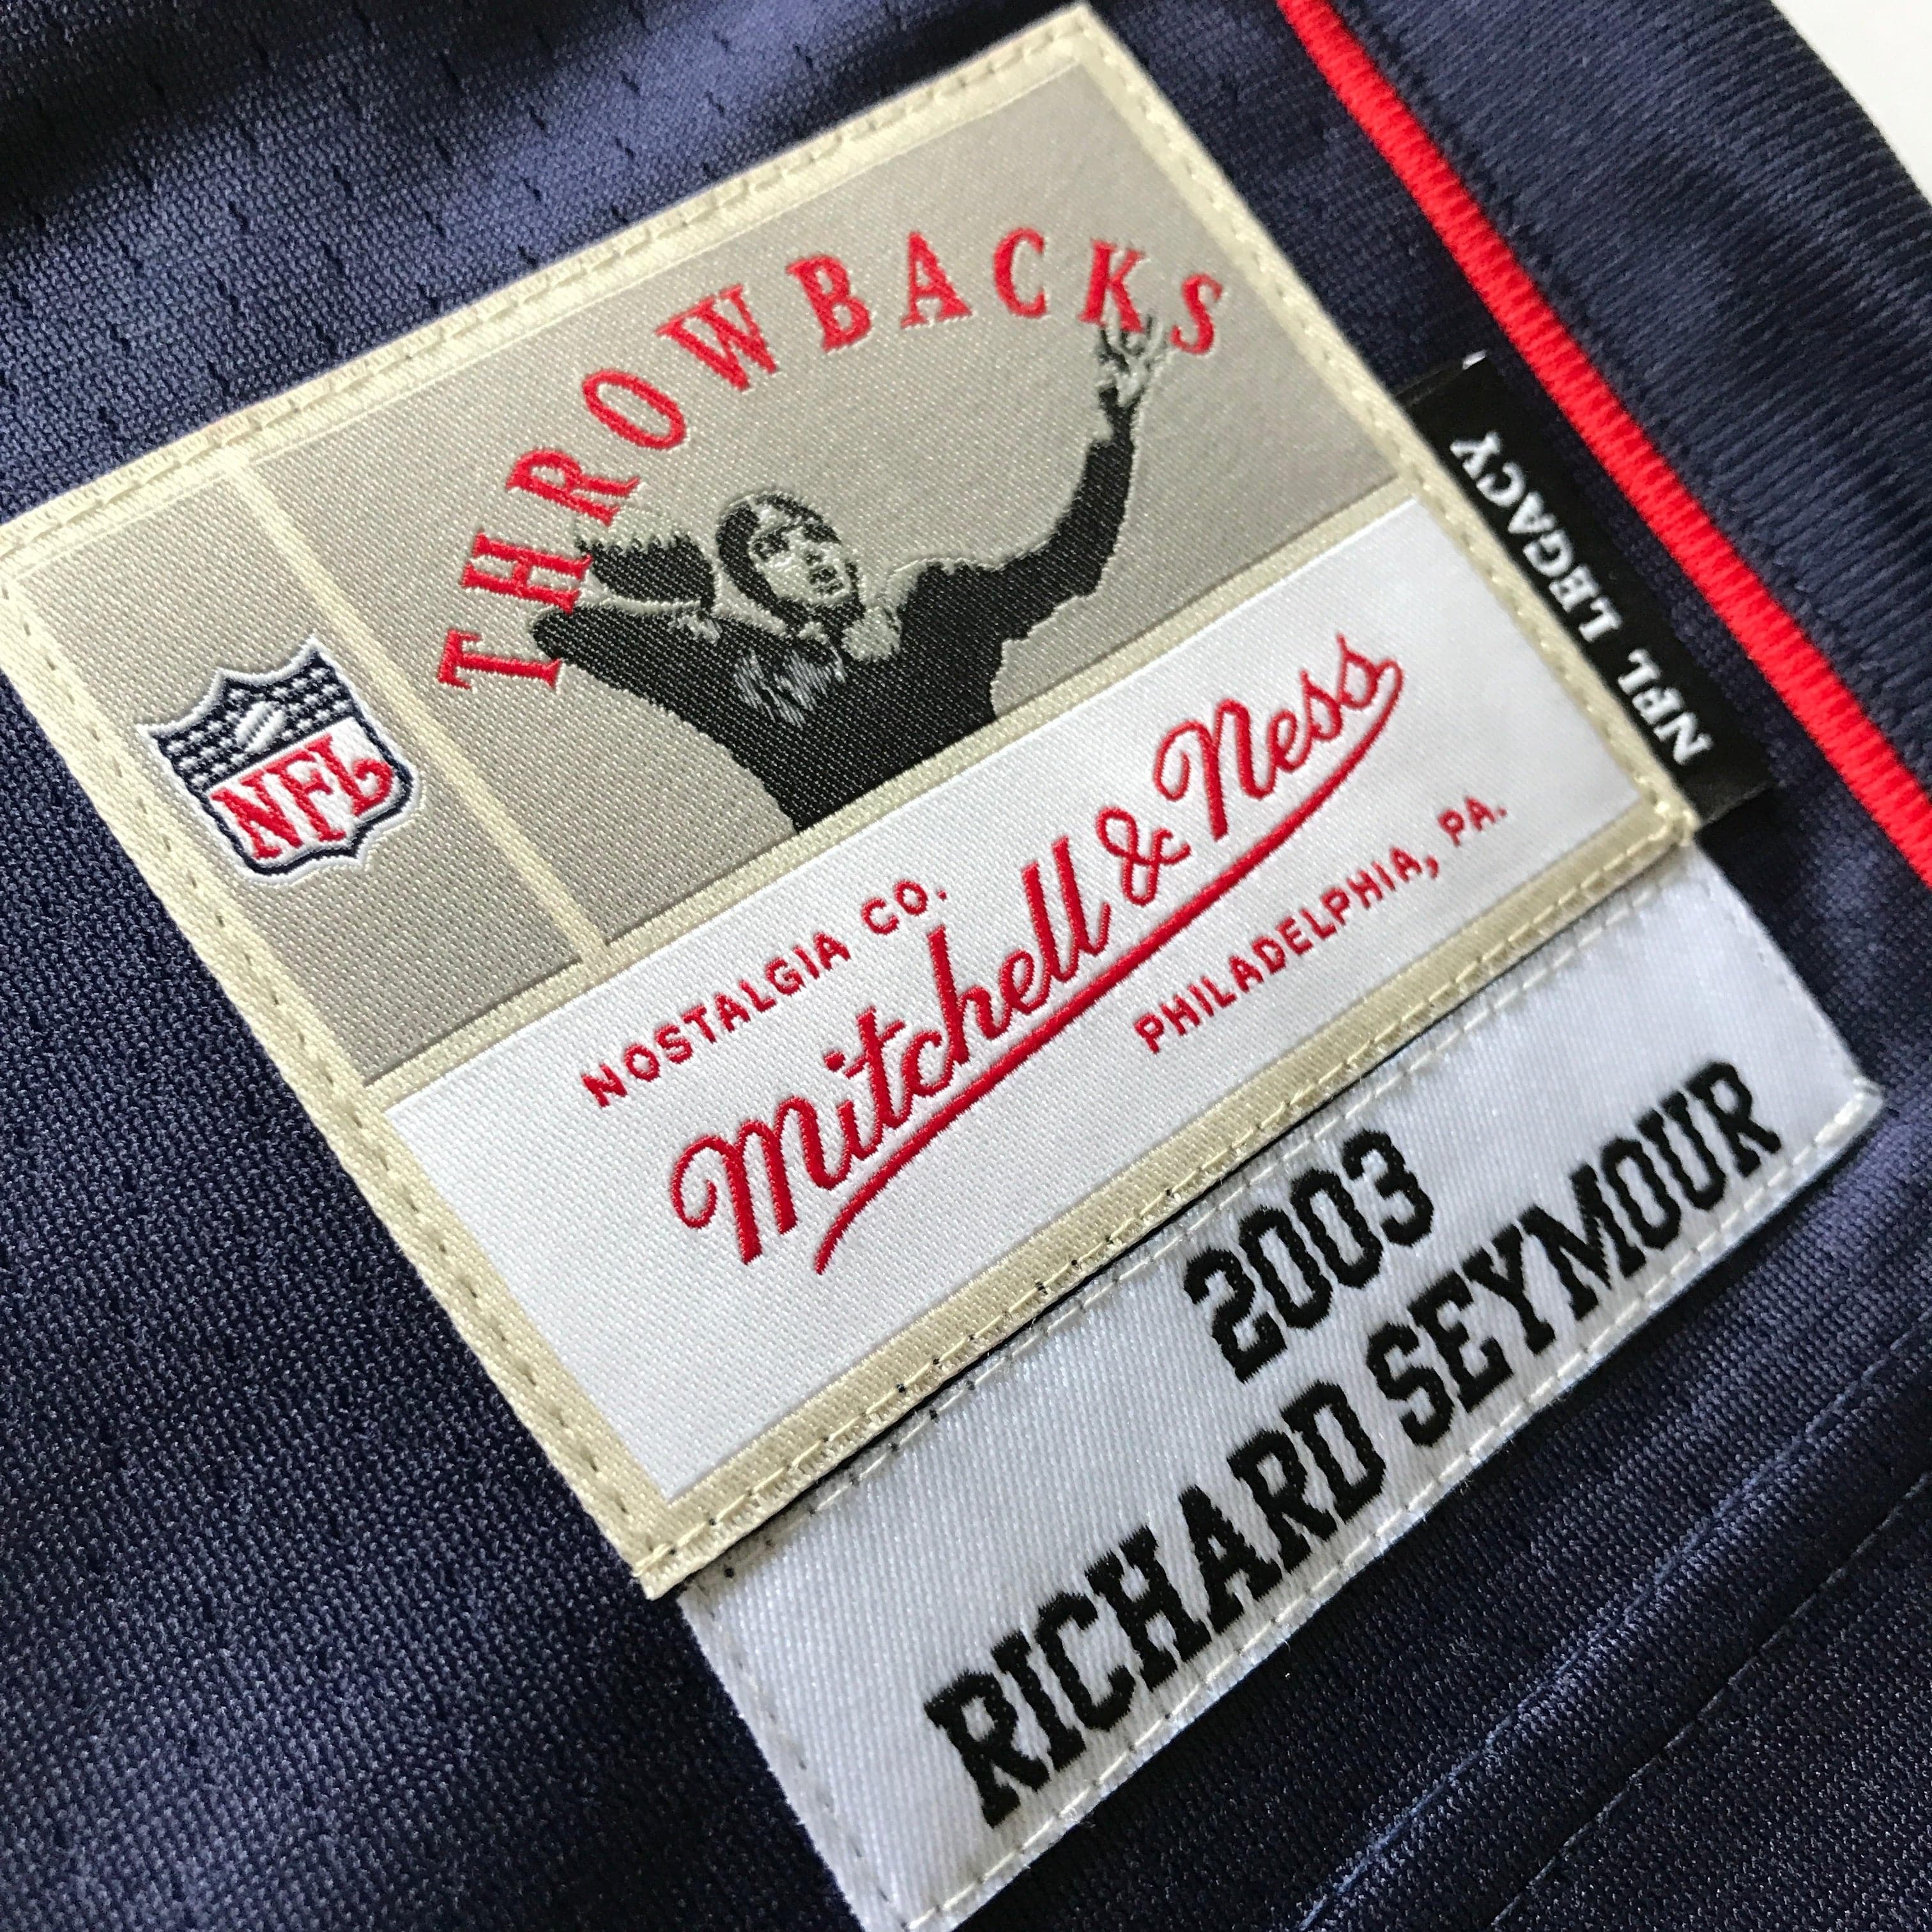 THROWBACKS
NFL
NOSTALGIA CO.
Mitchell & Ness
PHILADELPHIA, PA.
NFL LEGACY
2003
RICHARD SEYMOUR